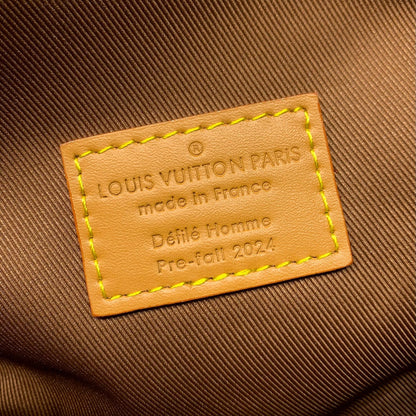 ®
LOUIS VUITTON PARIS
made in France
Défilé Homme
Pre-fall 2024